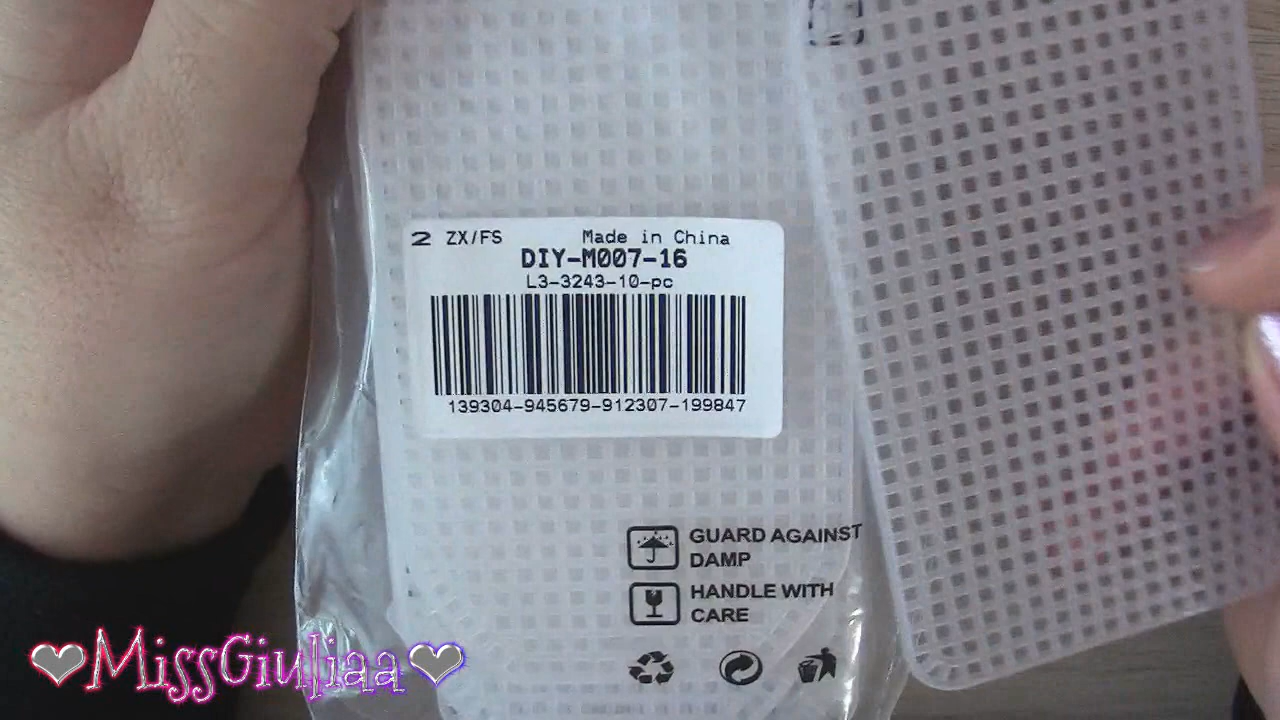 2 ZX/FS Made in China
DIY-M007-16
L3-3243-10-pc
139304-945679-912307-199847
GUARD AGAINST
DAMP
HANDLE WITH
CARE
❤MissGiuliaa❤